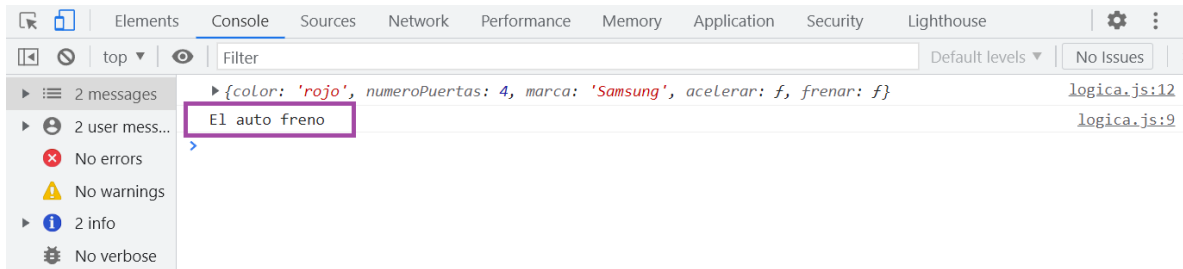 Elements Console Sources Network Performance Memory Application Security Lighthouse
top ▼ Filter Default levels ▼ No Issues
2 messages
{color: 'rojo', numeroPuertas: 4, marca: 'Samsung', acelerar: ƒ, frenar: ƒ} logica.js:12
2 user mess...
El auto freno logica.js:9
No errors
No warnings
2 info
No verbose